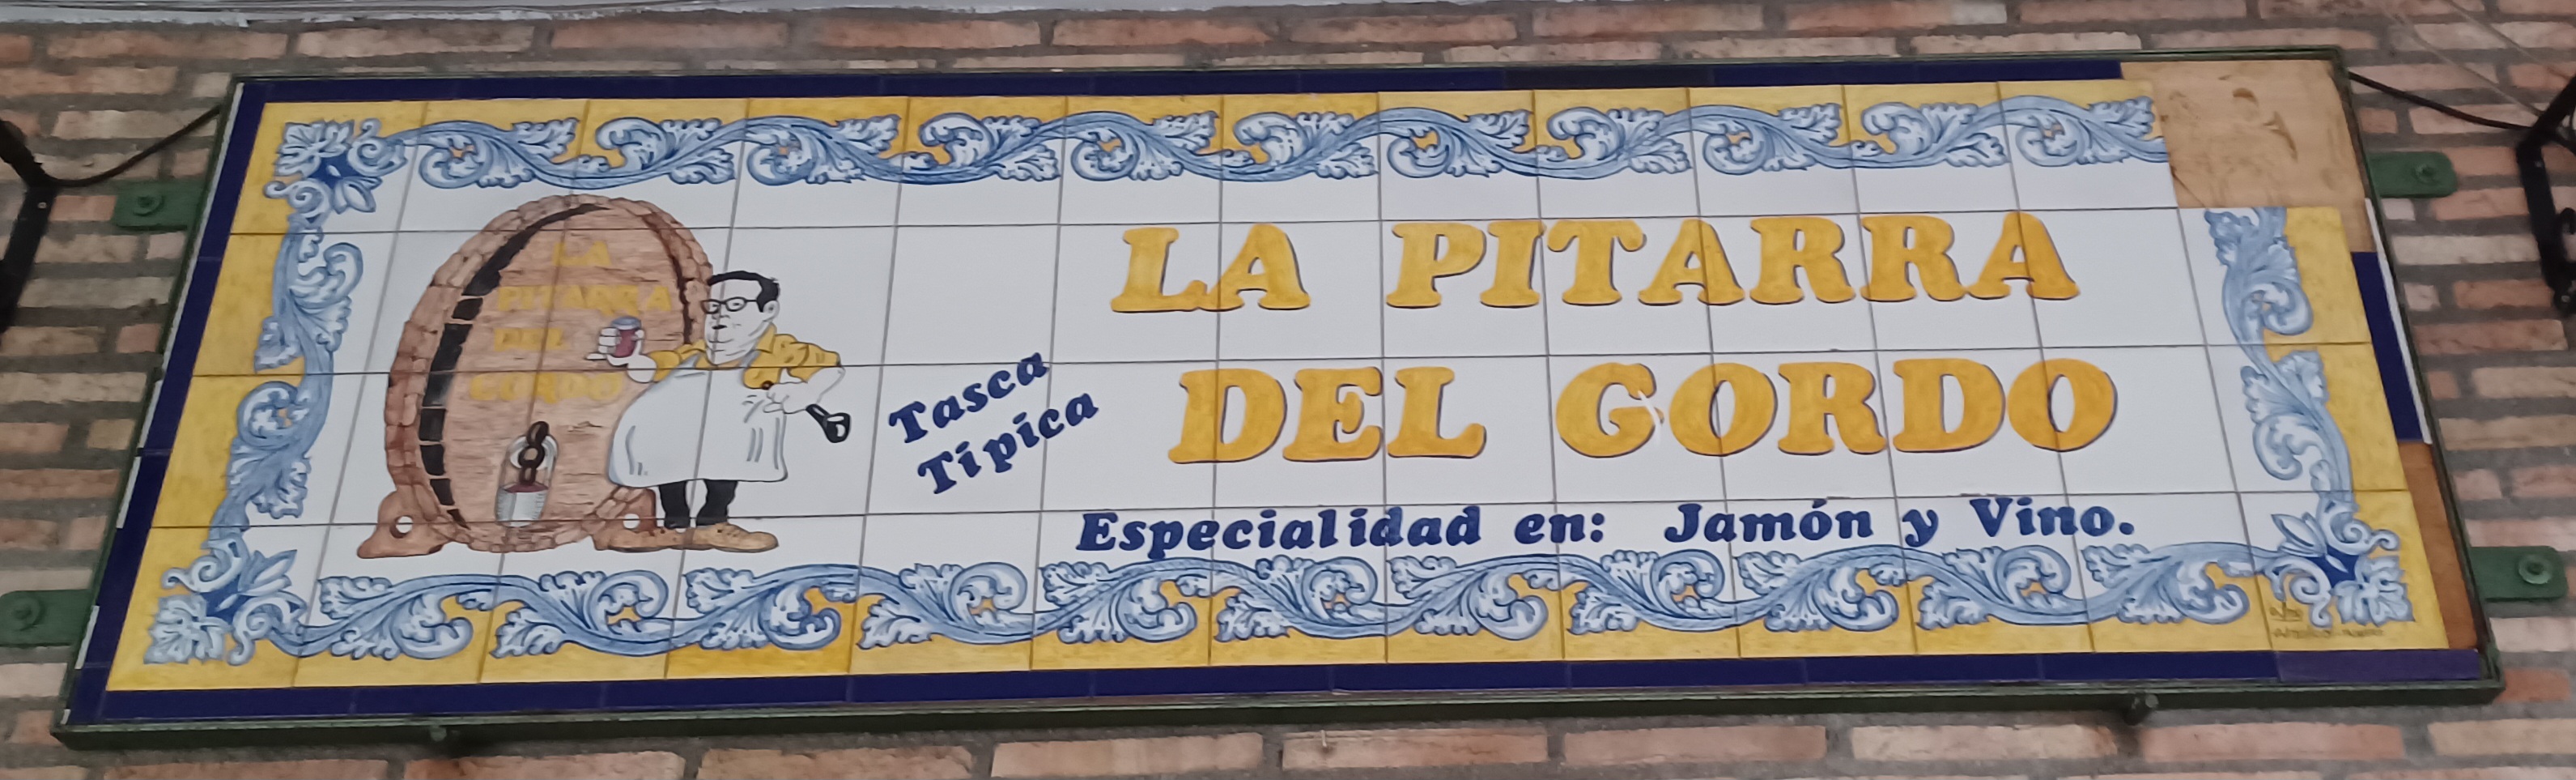 LA
PITARRA
DEL
GORDO
Tasca
Típica
LA PITARRA
DEL GORDO
Especialidad en: Jamón y Vino.